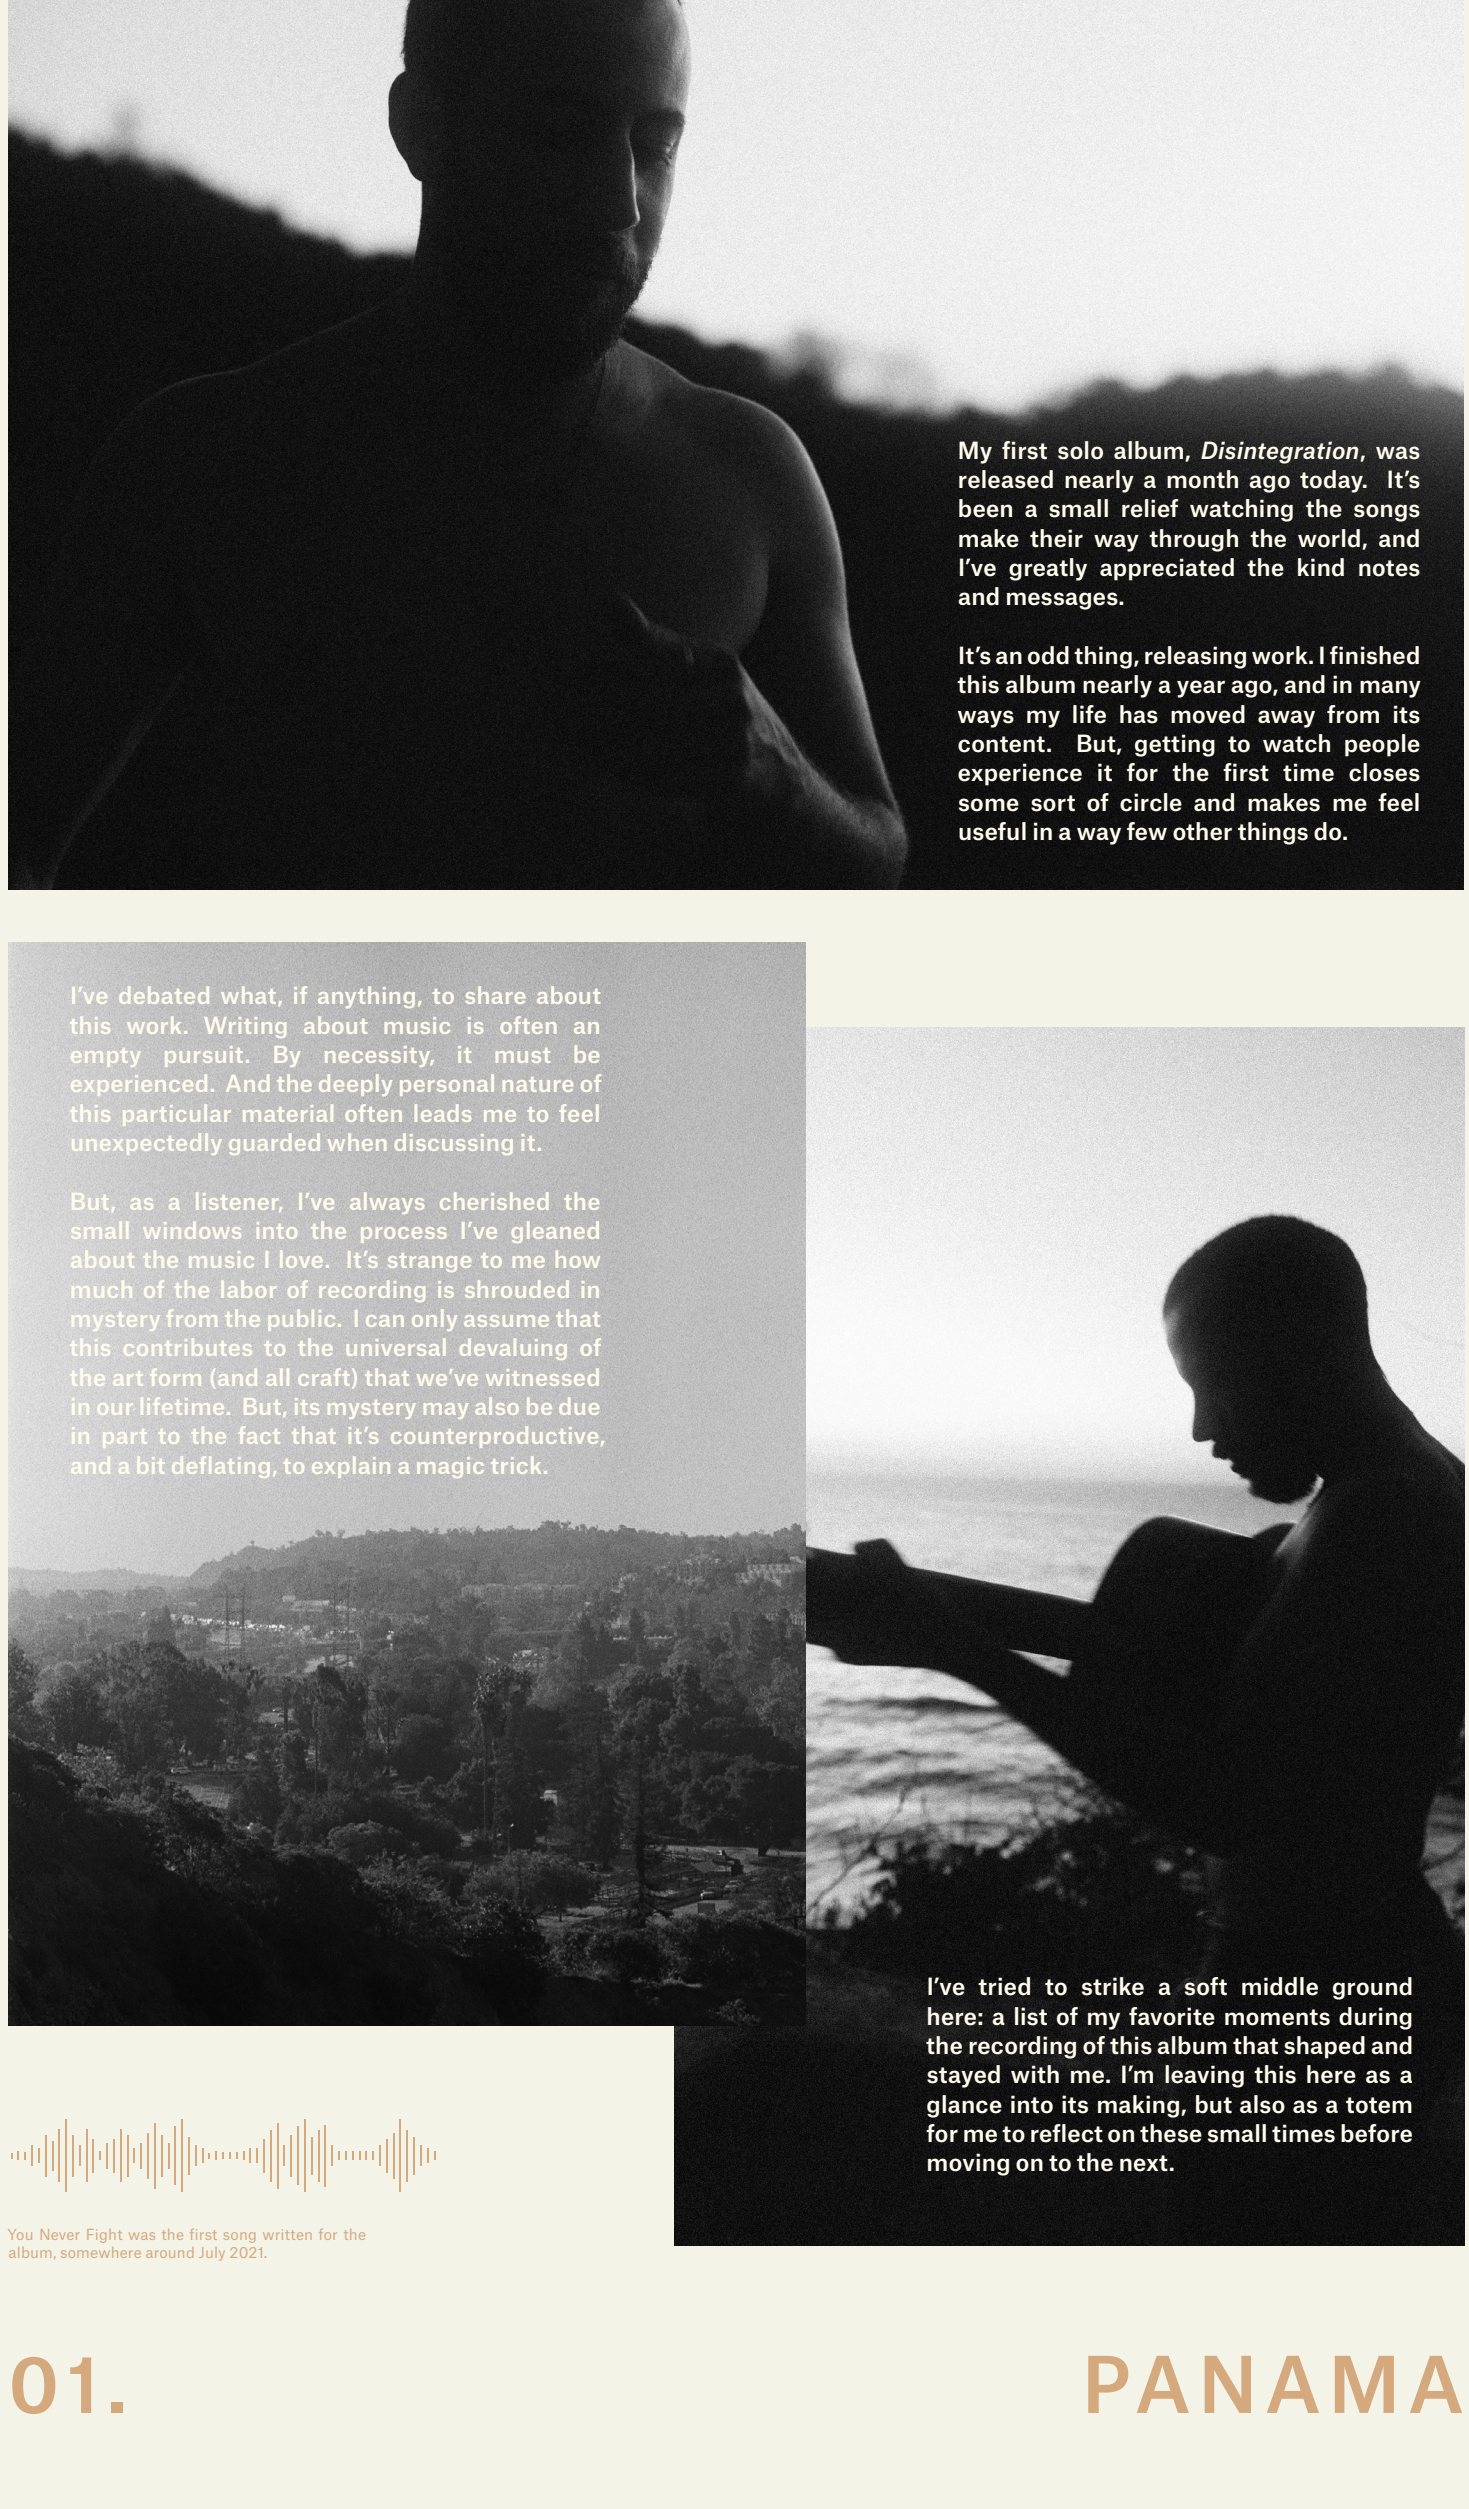 My first solo album, Disintegration, was
released nearly a month ago today.  It’s
been a small relief watching the songs
make their way through the world, and
I’ve greatly appreciated the kind notes
and messages.
It’s an odd thing, releasing work. I finished
this album nearly a year ago, and in many
ways my life has moved away from its
content.  But, getting to watch people
experience it for the first time closes
some sort of circle and makes me feel
useful in a way few other things do.
I’ve debated what, if anything, to share about
this work. Writing about music is often an
empty pursuit. By necessity, it must be
experienced.  And the deeply personal nature of
this particular material often leads me to feel
unexpectedly guarded when discussing it.
But, as a listener, I’ve always cherished the
small windows into the process I’ve gleaned
about the music I love.  It’s strange to me how
much of the labor of recording is shrouded in
mystery from the public.  I can only assume that
this contributes to the universal devaluing of
the art form (and all craft) that we’ve witnessed
in our lifetime.  But, its mystery may also be due
in part to the fact that it’s counterproductive,
and a bit deflating, to explain a magic trick.
I’ve tried to strike a soft middle ground
here: a list of my favorite moments during
the recording of this album that shaped and
stayed with me. I’m leaving this here as a
glance into its making, but also as a totem
for me to reflect on these small times before
moving on to the next.
You Never Fight was the first song written for the
album, somewhere around July 2021.
01.
PANAMA